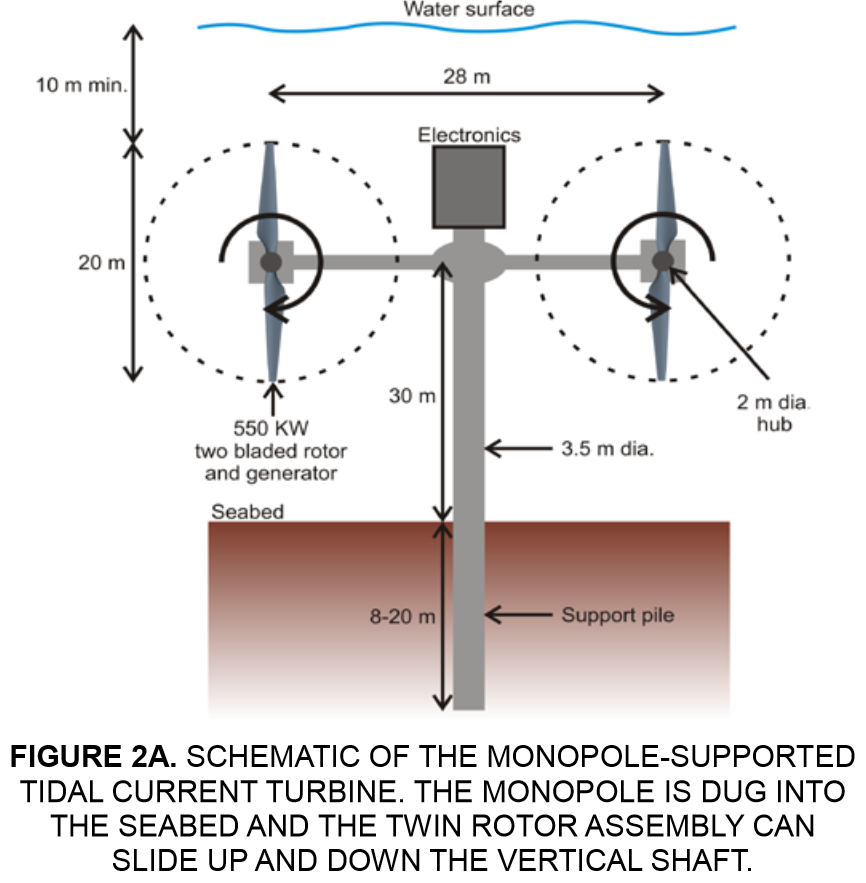 Water surface
10 m min.
28 m
Electronics
20 m
30 m
2 m dia.
hub
550 KW
two bladed rotor
and generator
3.5 m dia.
Seabed
8-20 m
Support pile
FIGURE 2A. SCHEMATIC OF THE MONOPOLE-SUPPORTED
TIDAL CURRENT TURBINE. THE MONOPOLE IS DUG INTO
THE SEABED AND THE TWIN ROTOR ASSEMBLY CAN
SLIDE UP AND DOWN THE VERTICAL SHAFT.